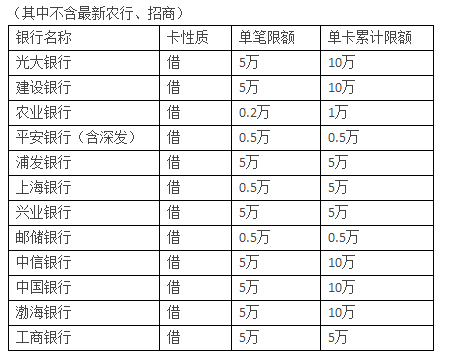 （其中不含最新农行、招商）
银行名称 卡性质 单笔限额 单卡累计限额
光大银行 借 5万 10万
建设银行 借 5万 10万
农业银行 借 0.2万 1万
平安银行（含深发） 借 0.5万 0.5万
浦发银行 借 5万 5万
上海银行 借 0.5万 5万
兴业银行 借 5万 5万
邮储银行 借 0.5万 0.5万
中信银行 借 5万 10万
中国银行 借 5万 10万
渤海银行 借 5万 10万
工商银行 借 5万 5万